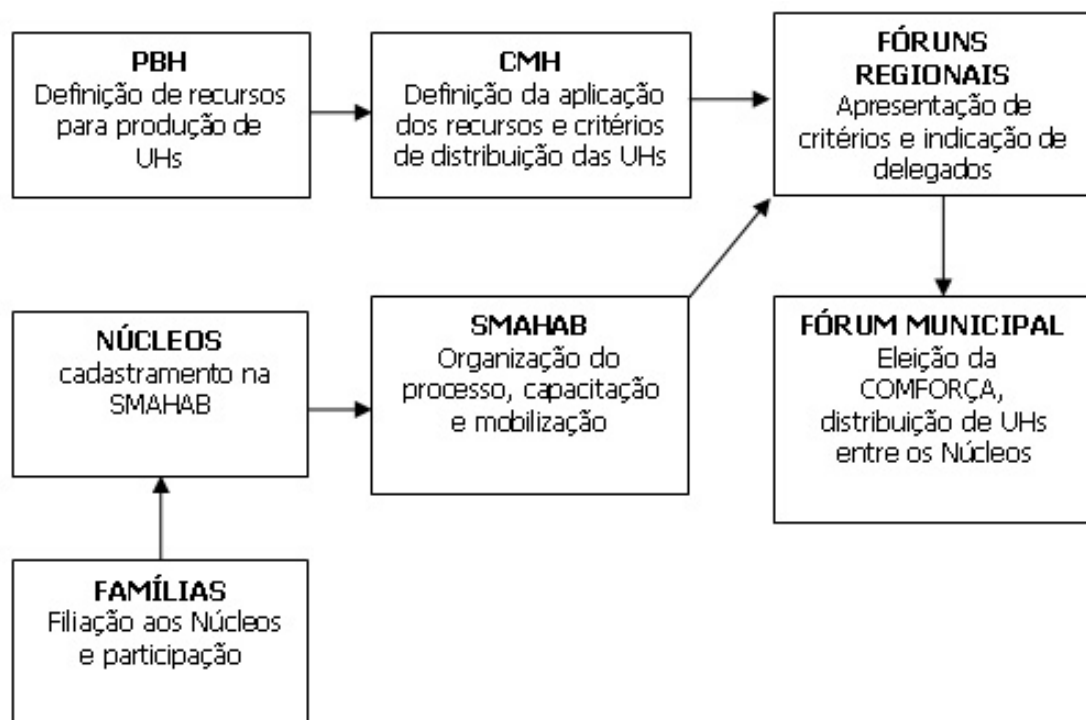 PBH
Definição de recursos
para produção de
UHs
CMH
Definição da aplicação
dos recursos e critérios
de distribuição das UHs
FÓRUNS
REGIONAIS
Apresentação de
critérios e indicação de
delegados
NÚCLEOS
cadastramento na
SMAHAB
SMAHAB
Organização do
processo, capacitação
e mobilização
FÓRUM MUNICIPAL
Eleição da
COMFORÇA,
distribuição de UHs
entre os Núcleos
FAMÍLIAS
Filiação aos Núcleos
e participação